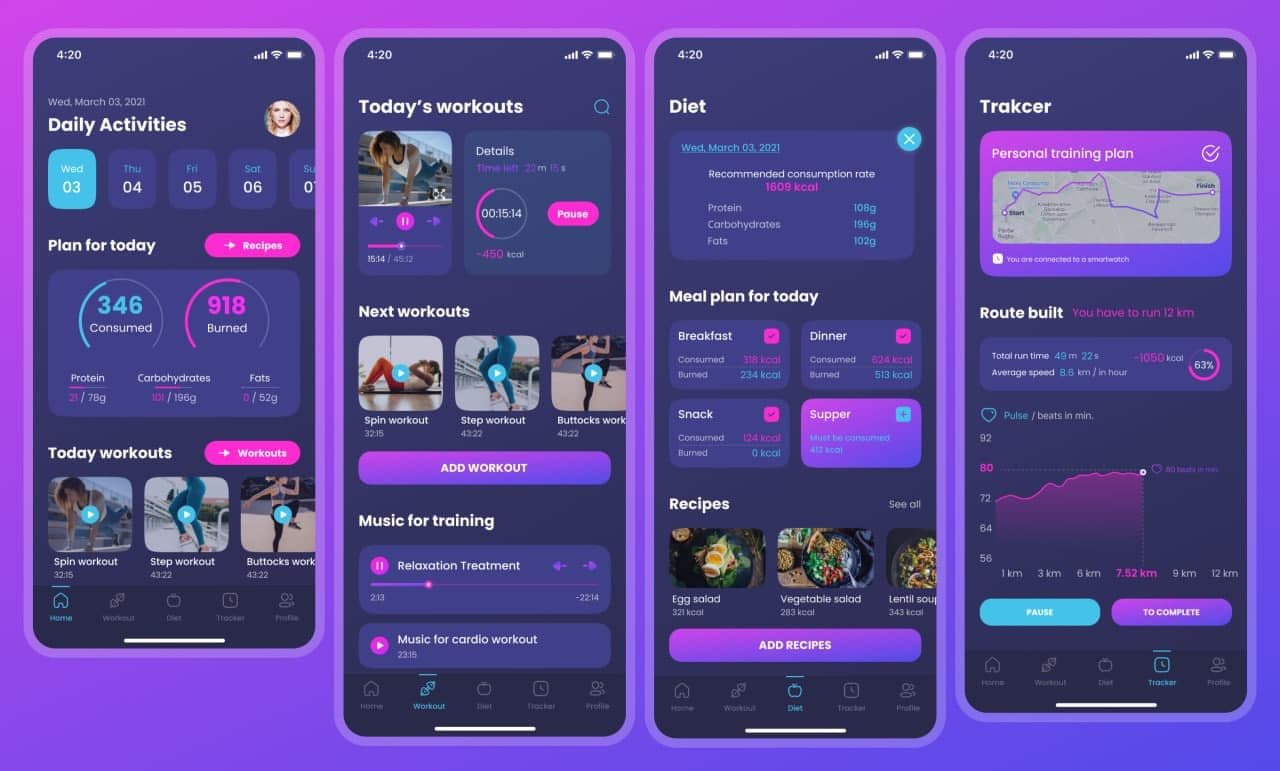 4:20
Wed, March 03, 2021
Daily Activities
Wed Thu Fri Sat Su
03 04 05 06
Plan for today
Recipes
346
Consumed
918
Burned
Protein
21 / 78g
Carbohydrates
101 / 196g
Fats
0 / 52g
Today workouts
Workouts
Spin workout
32:15
Step workout
43:22
Buttocks work
43:22
Home Workout Diet Tracker Profile
4:20
Today's workouts
15:14 / 45:12
Details
Time left 22 m 15 s
00:15:14
Pause
~450 kcal
Next workouts
Spin workout
32:15
Step workout
43:22
Buttocks work
43:22
ADD WORKOUT
Music for training
Relaxation Treatment
2:13 -22:14
Music for cardio workout
23:15
Home Workout Diet Tracker Profile
4:20
Diet
Wed, March 03, 2021
Recommended consumption rate
1609 kcal
Protein 108g
Carbohydrates 196g
Fats 102g
Meal plan for today
Breakfast
Consumed 318 kcal
Burned 234 kcal
Dinner
Consumed 624 kcal
Burned 513 kcal
Snack
Consumed 124 kcal
Burned 0 kcal
Supper
Must be consumed
412 kcal
Recipes See all
Egg salad
321 kcal
Vegetable salad
283 kcal
Lentil soup
343 kcal
ADD RECIPES
Home Workout Diet Tracker Profile
4:20
Trakcer
Personal training plan
Start
Finish
You are connected to a smartwatch
Route built You have to run 12 km
Total run time 49 m 22 s
Average speed 8.6 km / in hour
~1050 kcal
63%
Pulse / beats in min.
92
80
80 beats in min.
72
64
56
1 km 3 km 6 km 7.52 km 9 km 12 km
PAUSE
TO COMPLETE
Home Workout Diet Tracker Profile